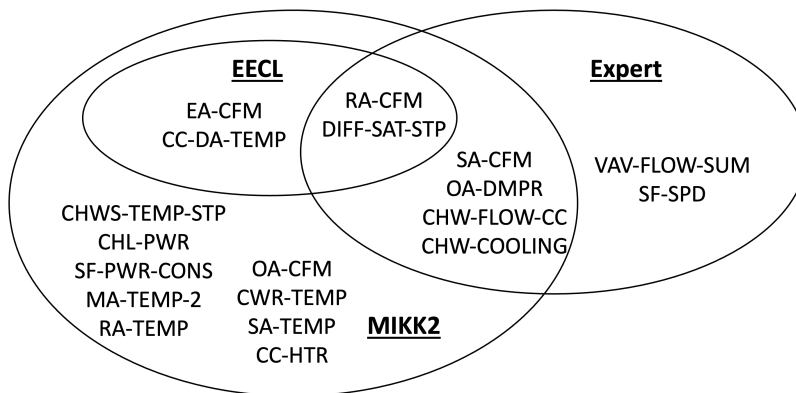 EECL
Expert
EA-CFM
CC-DA-TEMP
RA-CFM
DIFF-SAT-STP
SA-CFM
OA-DMPR
CHW-FLOW-CC
CHW-COOLING
VAV-FLOW-SUM
SF-SPD
CHWS-TEMP-STP
CHL-PWR
SF-PWR-CONS
MA-TEMP-2
RA-TEMP
OA-CFM
CWR-TEMP
SA-TEMP
CC-HTR
MIKK2